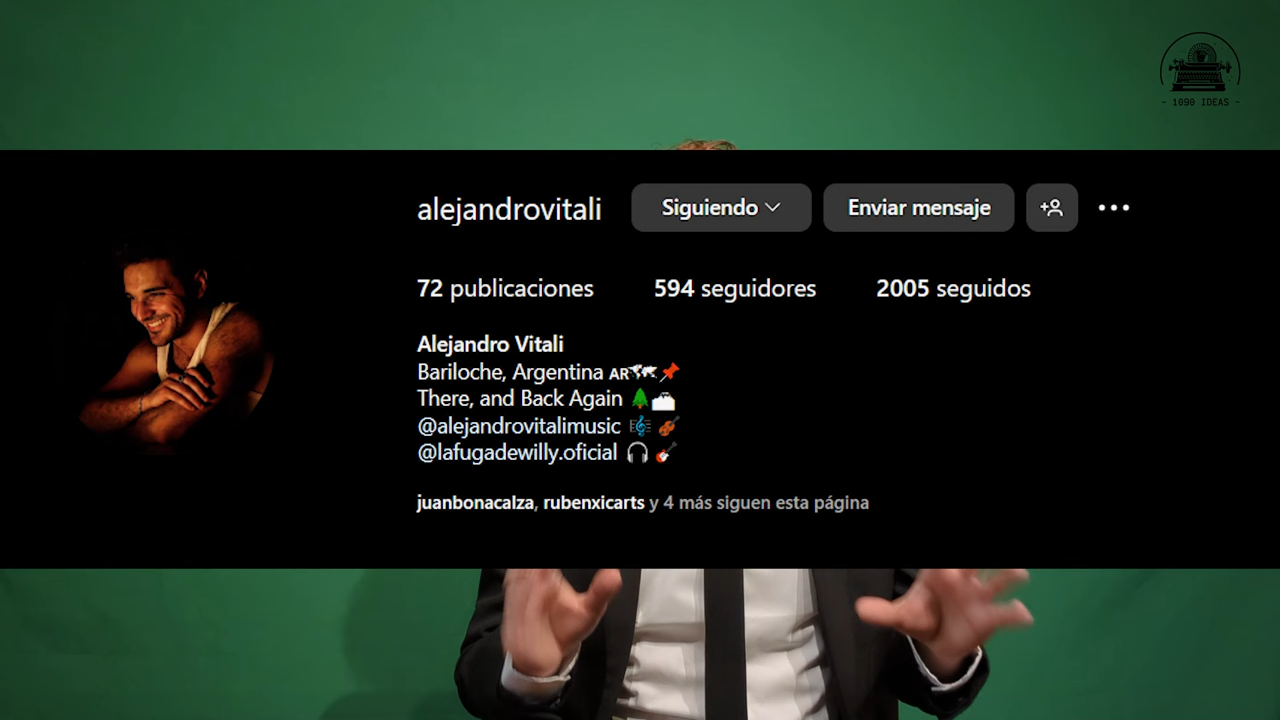 - 1090 IDEAS -
alejandrovitali Siguiendo Enviar mensaje
72 publicaciones 594 seguidores 2005 seguidos
Alejandro Vitali
Bariloche, Argentina AR🗺️📌
There, and Back Again 🌲🏔️
@alejandrovitalimusic 🎼 🎻
@lafugadewilly.oficial 🎧 🎸
juanbonacalza, rubenxicarts y 4 más siguen esta página